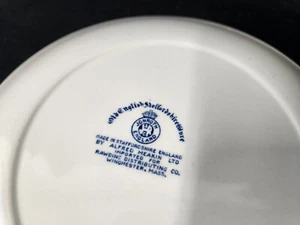 Old English Staffordshire Ware
ENGLAND
MADE IN STAFFORDSHIRE ENGLAND
BY ALFRED MEAKIN LTD
IMPORTED FOR
RAWDING DISTRIBUTING CO.
WINCHESTER, MASS.